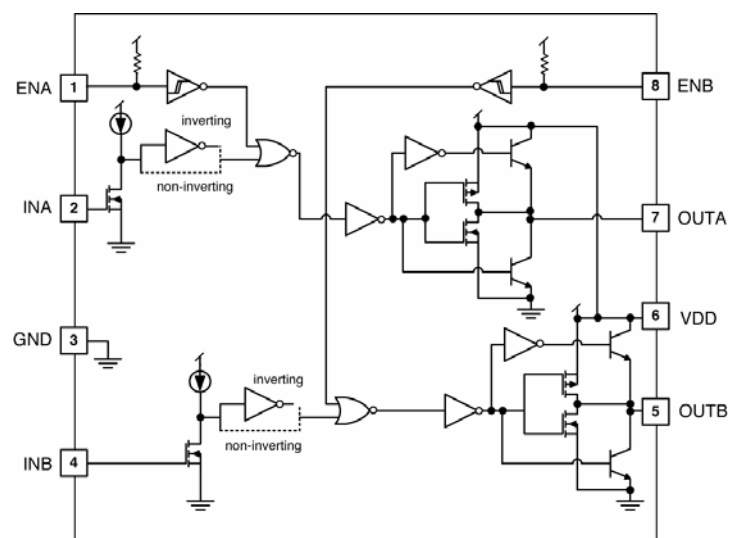 ENA 1
8 ENB
inverting
non-inverting
INA 2
7 OUTA
GND 3
6 VDD
inverting
5 OUTB
non-inverting
INB 4